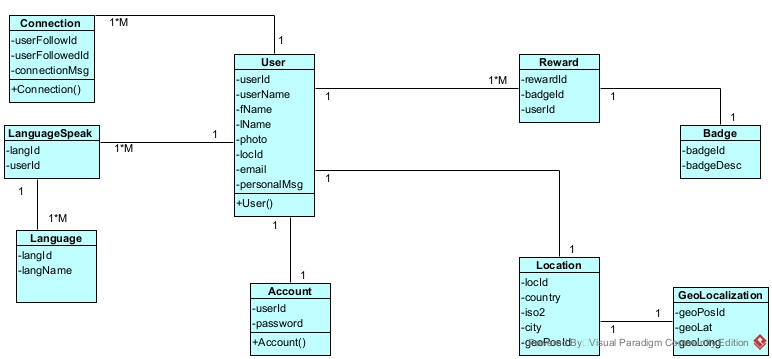 Connection
-userFollowId
-userFollowedId
-connectionMsg
+Connection()
1*M
1
User
-userId
-userName
-fName
-lName
-photo
-locId
-email
-personalMsg
+User()
1
1*M
Reward
-rewardId
-badgeId
-userId
1
1
Badge
-badgeId
-badgeDesc
LanguageSpeak
-langId
-userId
1*M
1
1
1*M
Language
-langId
-langName
1
1
Account
-userId
-password
+Account()
1
1
Location
-locId
-country
-iso2
-city
-geoPosId
1
1
GeoLocalization
-geoPosId
-geoLat
-geoLong
By Visual Paradigm Community Edition